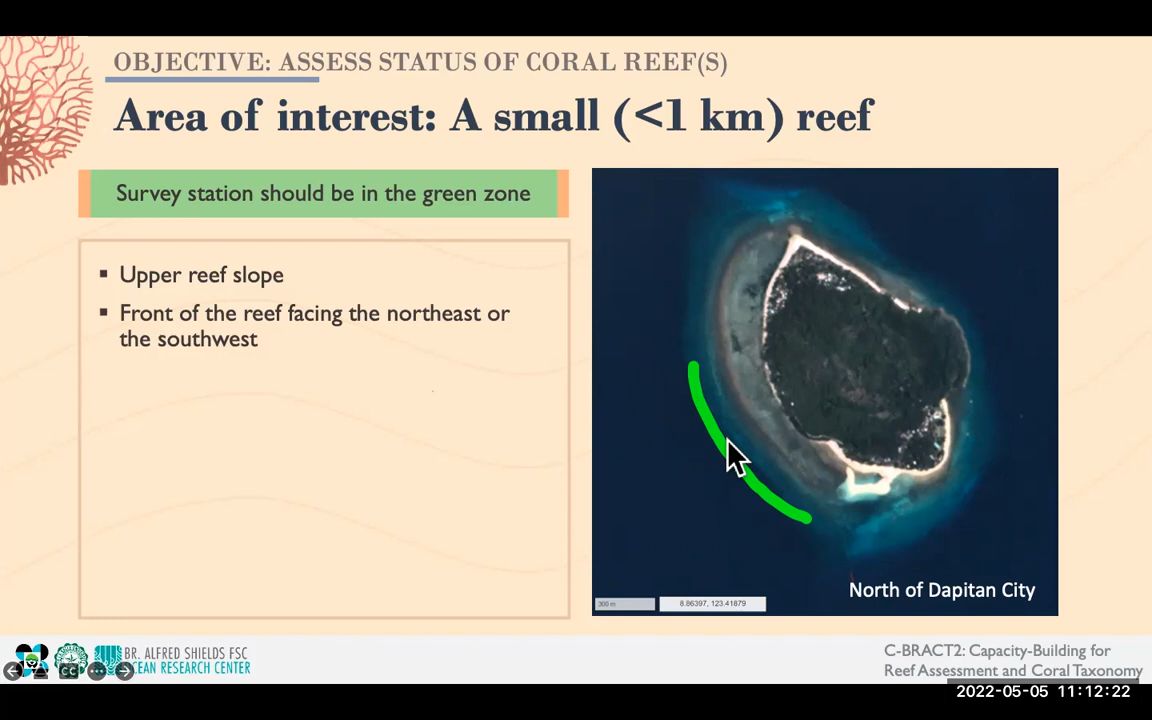 OBJECTIVE: ASSESS STATUS OF CORAL REEF(S)
Area of interest: A small (<1 km) reef
Survey station should be in the green zone
▪ Upper reef slope
▪ Front of the reef facing the northeast or
the southwest
300 m
8.86397, 123.41879
North of Dapitan City
BR. ALFRED SHIELDS FSC
OCEAN RESEARCH CENTER
CC
C-BRACT2: Capacity-Building for
Reef Assessment and Coral Taxonomy
2022-05-05 11:12:22